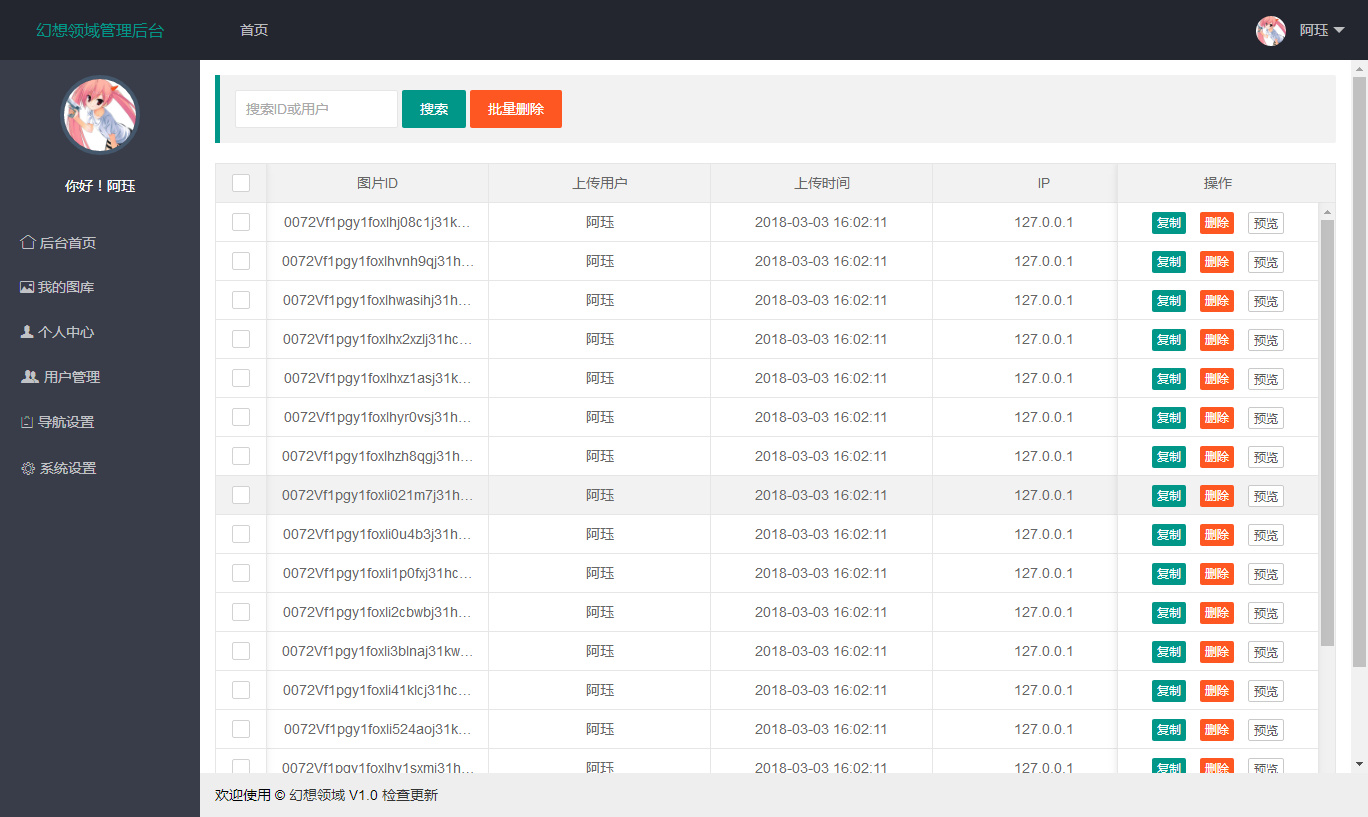 幻想领域管理后台 首页 阿珏
你好！阿珏
后台首页
我的图库
个人中心
用户管理
导航设置
系统设置
搜索ID或用户 搜索 批量删除
图片ID 上传用户 上传时间 IP 操作
0072Vf1pgy1foxlhj08c1j31k... 阿珏 2018-03-03 16:02:11 127.0.0.1 复制 删除 预览
0072Vf1pgy1foxlhvnh9qj31h... 阿珏 2018-03-03 16:02:11 127.0.0.1 复制 删除 预览
0072Vf1pgy1foxlhwasihj31h... 阿珏 2018-03-03 16:02:11 127.0.0.1 复制 删除 预览
0072Vf1pgy1foxlhx2xzlj31hc... 阿珏 2018-03-03 16:02:11 127.0.0.1 复制 删除 预览
0072Vf1pgy1foxlhxz1asj31k... 阿珏 2018-03-03 16:02:11 127.0.0.1 复制 删除 预览
0072Vf1pgy1foxlhyr0vsj31h... 阿珏 2018-03-03 16:02:11 127.0.0.1 复制 删除 预览
0072Vf1pgy1foxlhzh8qgj31h... 阿珏 2018-03-03 16:02:11 127.0.0.1 复制 删除 预览
0072Vf1pgy1foxli021m7j31h... 阿珏 2018-03-03 16:02:11 127.0.0.1 复制 删除 预览
0072Vf1pgy1foxli0u4b3j31h... 阿珏 2018-03-03 16:02:11 127.0.0.1 复制 删除 预览
0072Vf1pgy1foxli1p0fxj31hc... 阿珏 2018-03-03 16:02:11 127.0.0.1 复制 删除 预览
0072Vf1pgy1foxli2cbwbj31h... 阿珏 2018-03-03 16:02:11 127.0.0.1 复制 删除 预览
0072Vf1pgy1foxli3blnaj31kw... 阿珏 2018-03-03 16:02:11 127.0.0.1 复制 删除 预览
0072Vf1pgy1foxli41klcj31hc... 阿珏 2018-03-03 16:02:11 127.0.0.1 复制 删除 预览
0072Vf1pgy1foxli524aoj31k... 阿珏 2018-03-03 16:02:11 127.0.0.1 复制 删除 预览
0072Vf1pgy1foxlhy1sxmj31h... 阿珏 2018-03-03 16:02:11 127.0.0.1 复制 删除 预览
欢迎使用 © 幻想领域 V1.0 检查更新